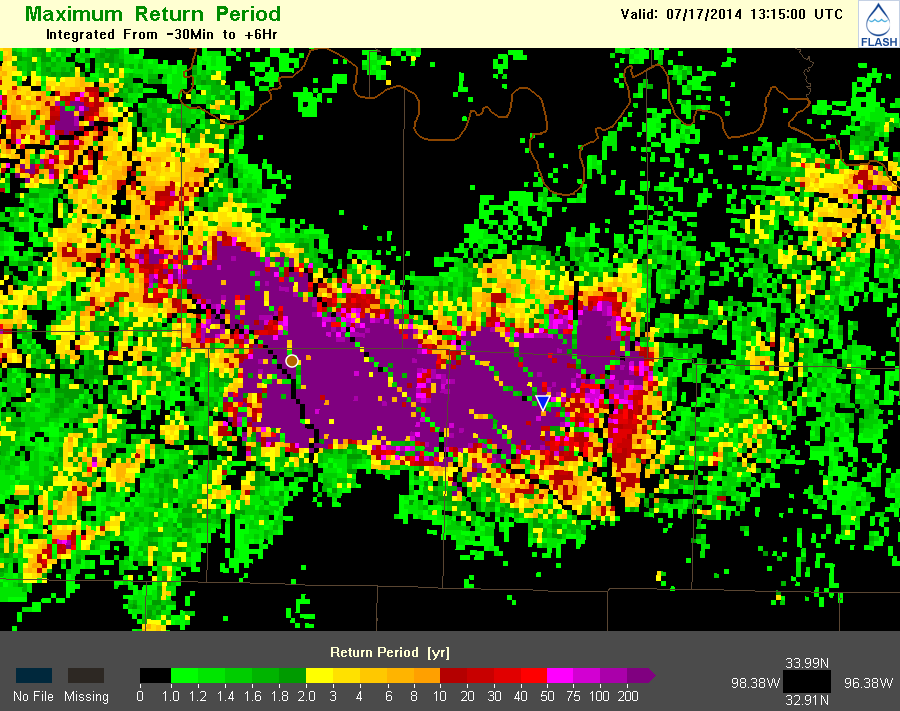 Maximum Return Period
Integrated From -30Min to +6Hr
Valid: 07/17/2014 13:15:00 UTC
FLASH
Return Period [yr]
No File
Missing
0 1.0 1.2 1.4 1.6 1.8 2.0 3 4 6 8 10 20 30 40 50 75 100 200
33.99N
98.38W 96.38W
32.91N